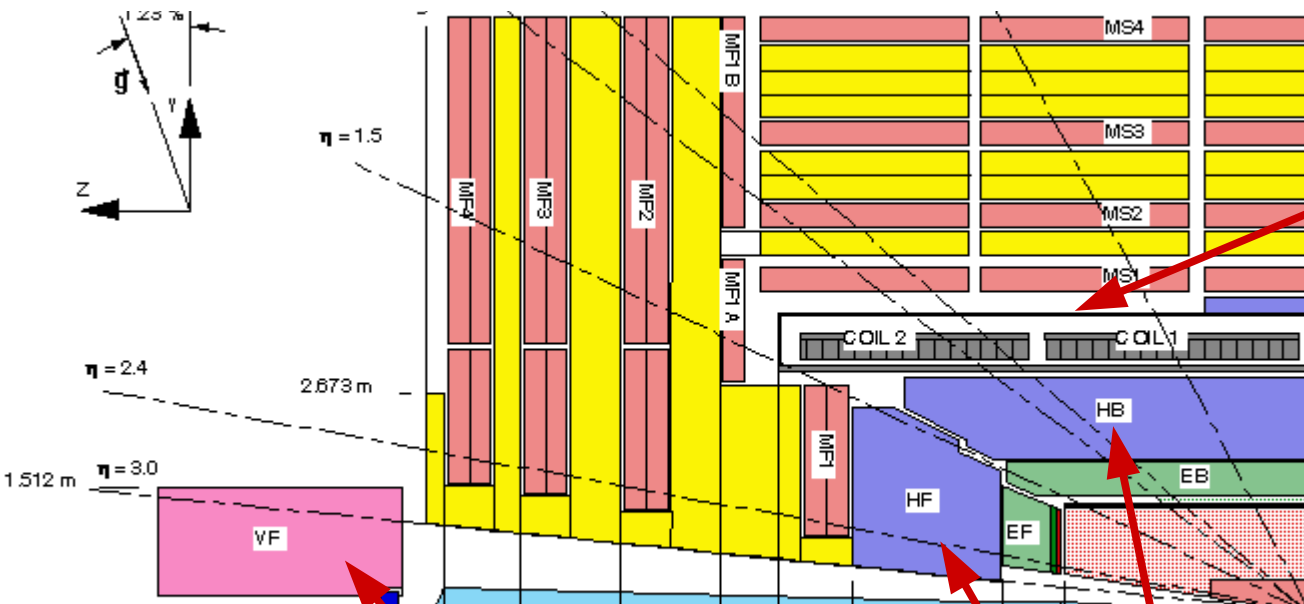 1.23 %
g
Y
Z
η = 1.5
η = 2.4
2.673 m
1.512 m
η = 3.0
VF
MF4
MF3
MF2
MF1 B
MF1 A
MF1
MS4
MS3
MS2
MS1
COIL 2
COIL 1
HB
EB
HF
EF